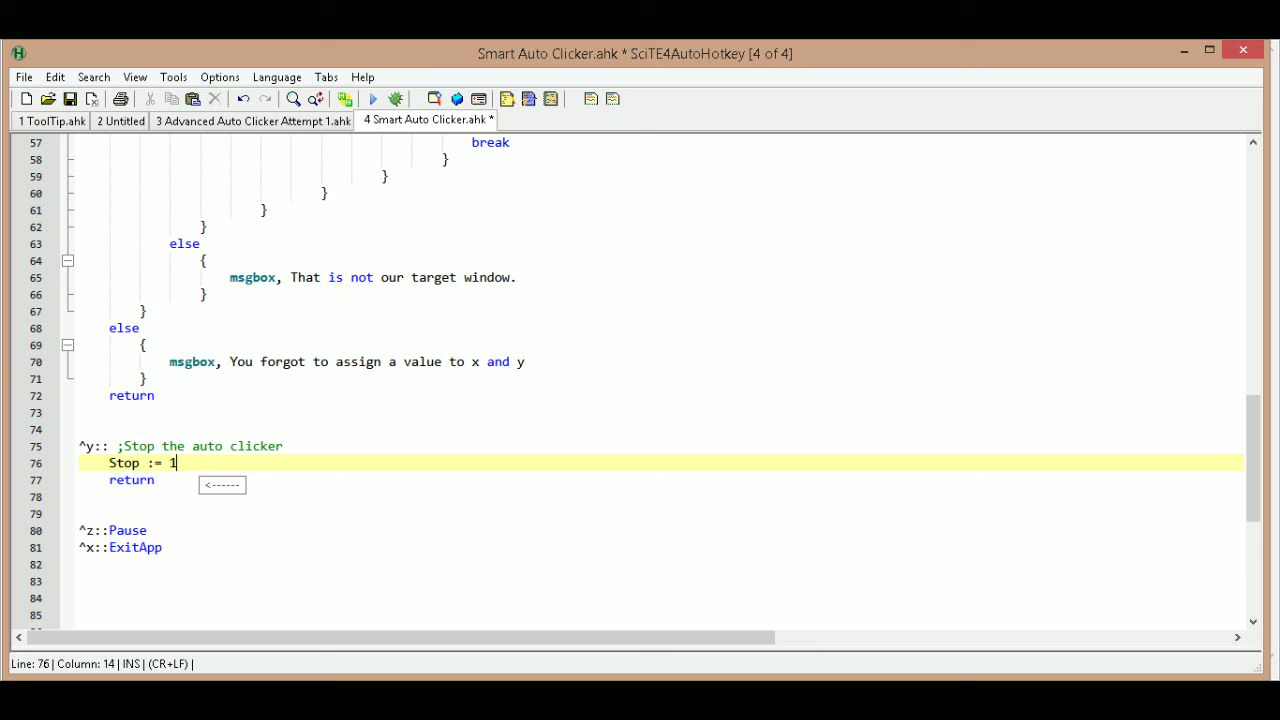 Smart Auto Clicker.ahk * SciTE4AutoHotkey [4 of 4]
File Edit Search View Tools Options Language Tabs Help
1 ToolTip.ahk 2 Untitled 3 Advanced Auto Clicker Attempt 1.ahk 4 Smart Auto Clicker.ahk *
57 break
58 }
59 }
60 }
61 }
62 }
63 else
64 {
65 msgbox, That is not our target window.
66 }
67 }
68 else
69 {
70 msgbox, You forgot to assign a value to x and y
71 }
72 return
73
74
75 ^y:: ;Stop the auto clicker
76 Stop := 1
77 return
<------
78
79
80 ^z::Pause
81 ^x::ExitApp
82
83
84
85
Line: 76 | Column: 14 | INS | (CR+LF) |